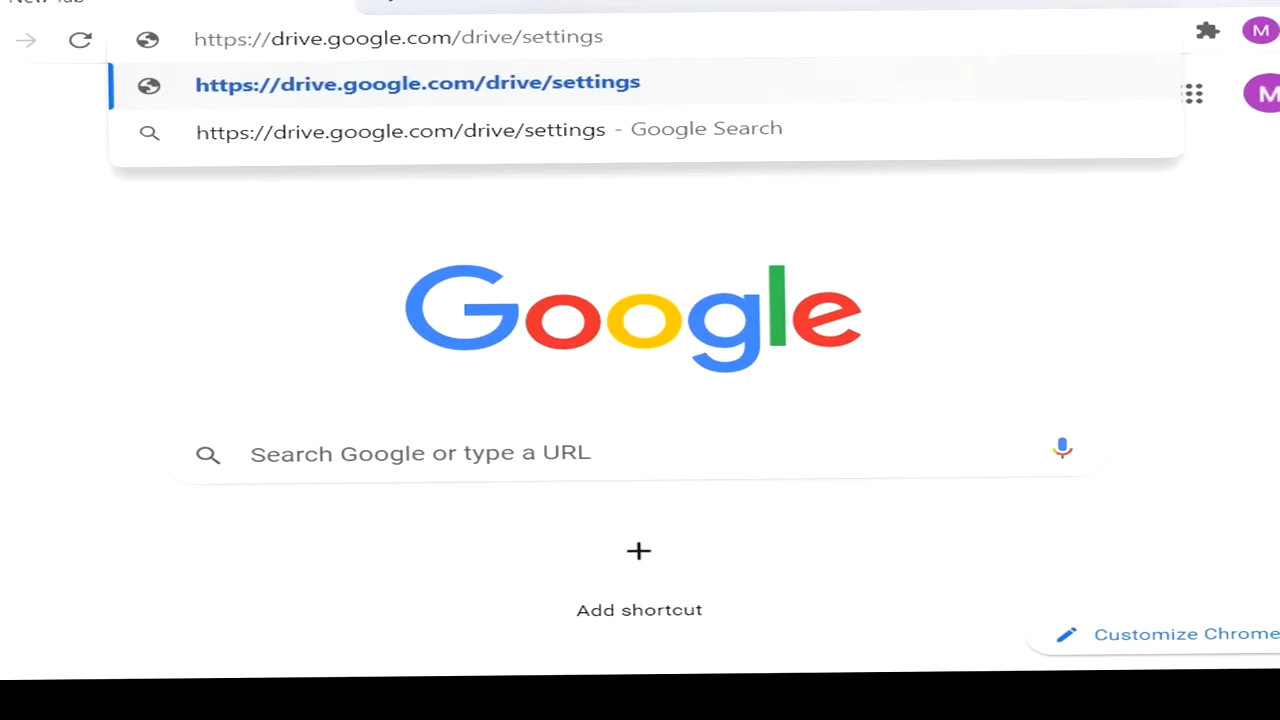 https://drive.google.com/drive/settings
M
https://drive.google.com/drive/settings
M
https://drive.google.com/drive/settings - Google Search
Google
Search Google or type a URL
Add shortcut
Customize Chrome